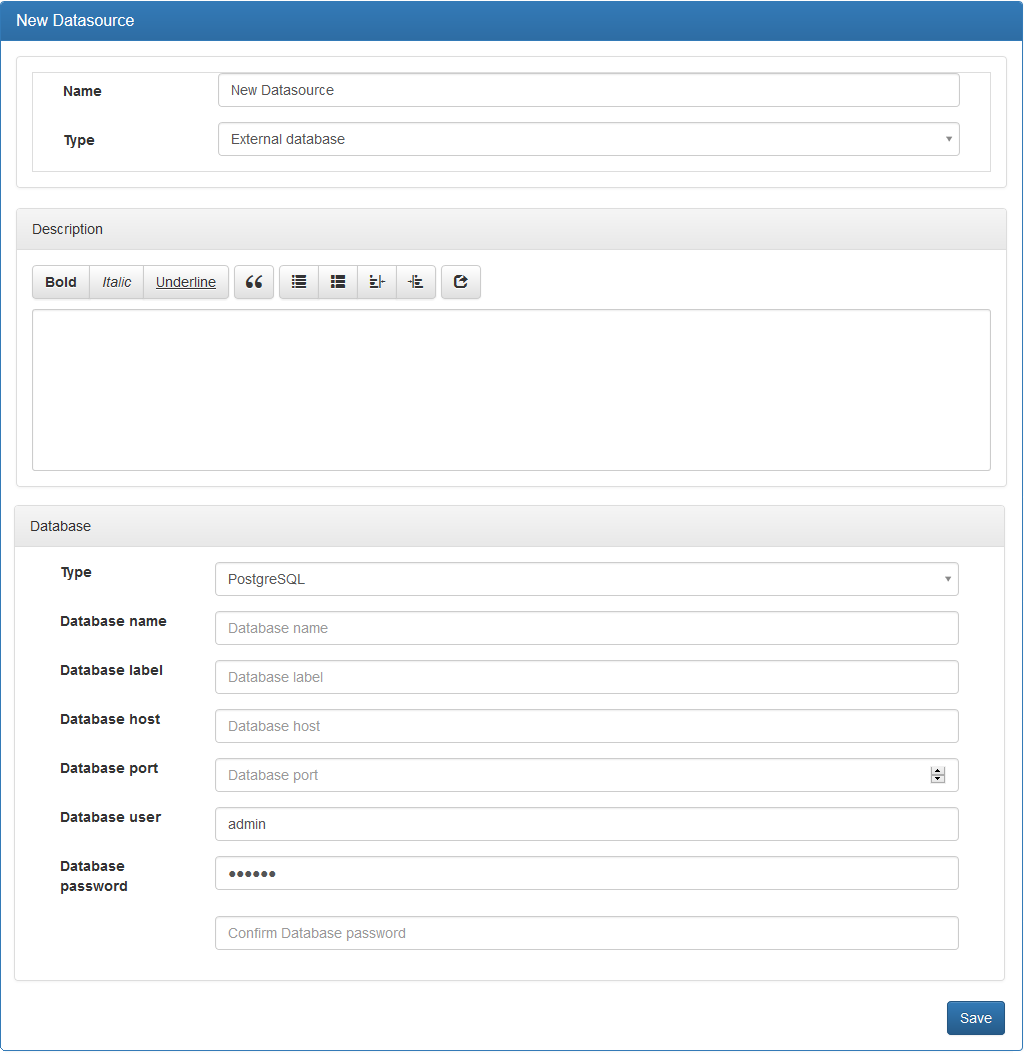 New Datasource
Name
New Datasource
Type
External database
Description
Bold Italic Underline
Database
Type
PostgreSQL
Database name
Database name
Database label
Database label
Database host
Database host
Database port
Database port
Database user
admin
Database
password
●●●●●●
Confirm Database password
Save